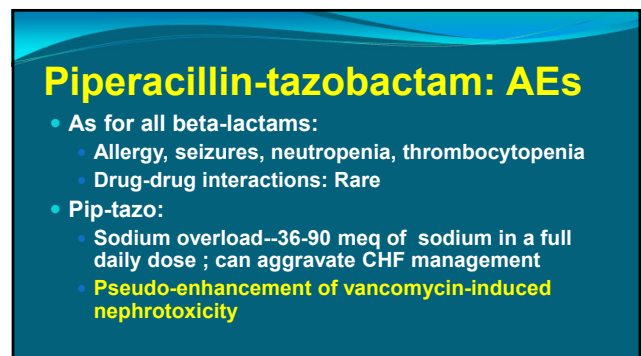 Piperacillin-tazobactam: AEs
• As for all beta-lactams:
• Allergy, seizures, neutropenia, thrombocytopenia
• Drug-drug interactions: Rare
• Pip-tazo:
• Sodium overload--36-90 meq of sodium in a full
daily dose ; can aggravate CHF management
• Pseudo-enhancement of vancomycin-induced
nephrotoxicity